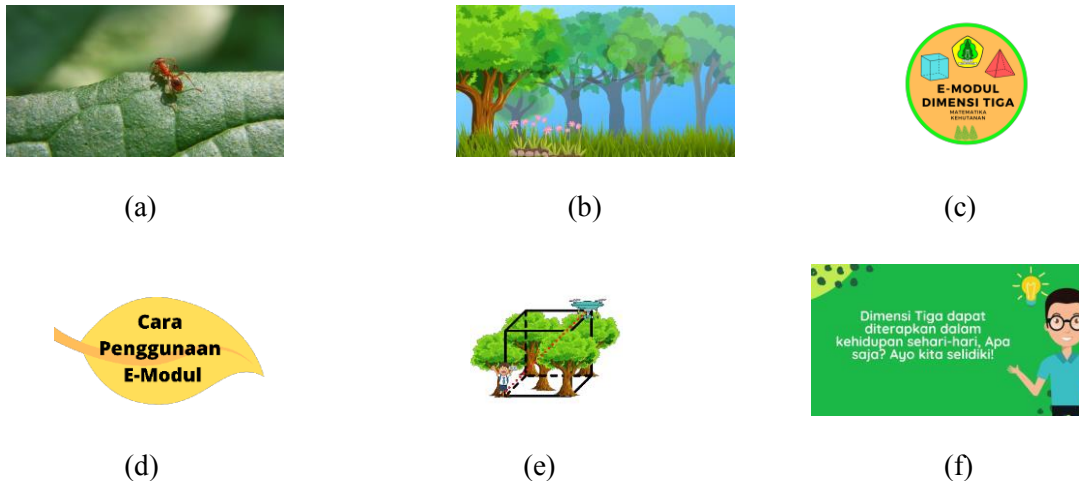 (a)
(b)
E-MODUL
DIMENSI TIGA
MATEMATIKA
KEHUTANAN
(c)
Cara
Penggunaan
E-Modul
(d)
(e)
Dimensi Tiga dapat
diterapkan dalam
kehidupan sehari-hari, Apa
saja? Ayo kita selidiki!
(f)